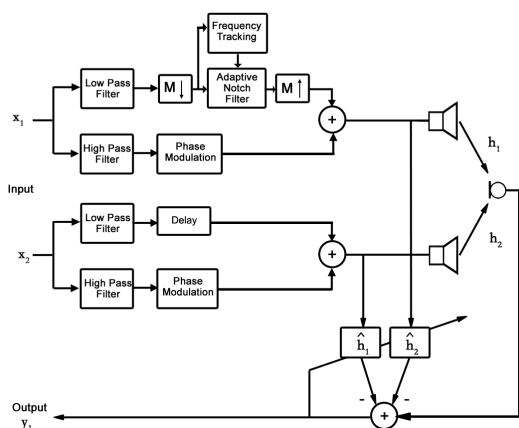 Frequency
Tracking
Low Pass
Filter
M↓
Adaptive
Notch
Filter
M↑
x₁
+
h₁
High Pass
Filter
Phase
Modulation
Input
Low Pass
Filter
Delay
h₂
x₂
+
High Pass
Filter
Phase
Modulation
ĥ₁
ĥ₂
- -
Output
y₁
+